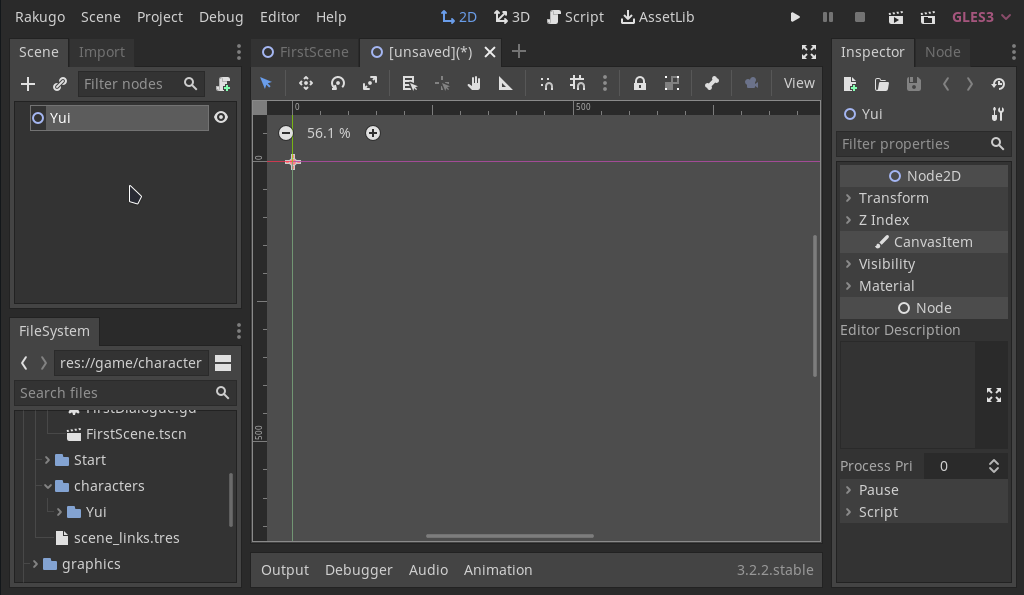 Rakugo Scene Project Debug Editor Help 2D 3D Script AssetLib GLES3
Scene Import
Filter nodes
Yui
FileSystem
res://game/character
Search files
FirstDialogue.gd
FirstScene.tscn
Start
characters
Yui
scene_links.tres
graphics
FirstScene [unsaved](*)
View
0 500
56.1 %
0
500
Output Debugger Audio Animation 3.2.2.stable
Inspector Node
Yui
Filter properties
Node2D
Transform
Z Index
CanvasItem
Visibility
Material
Node
Editor Description
Process Pri 0
Pause
Script